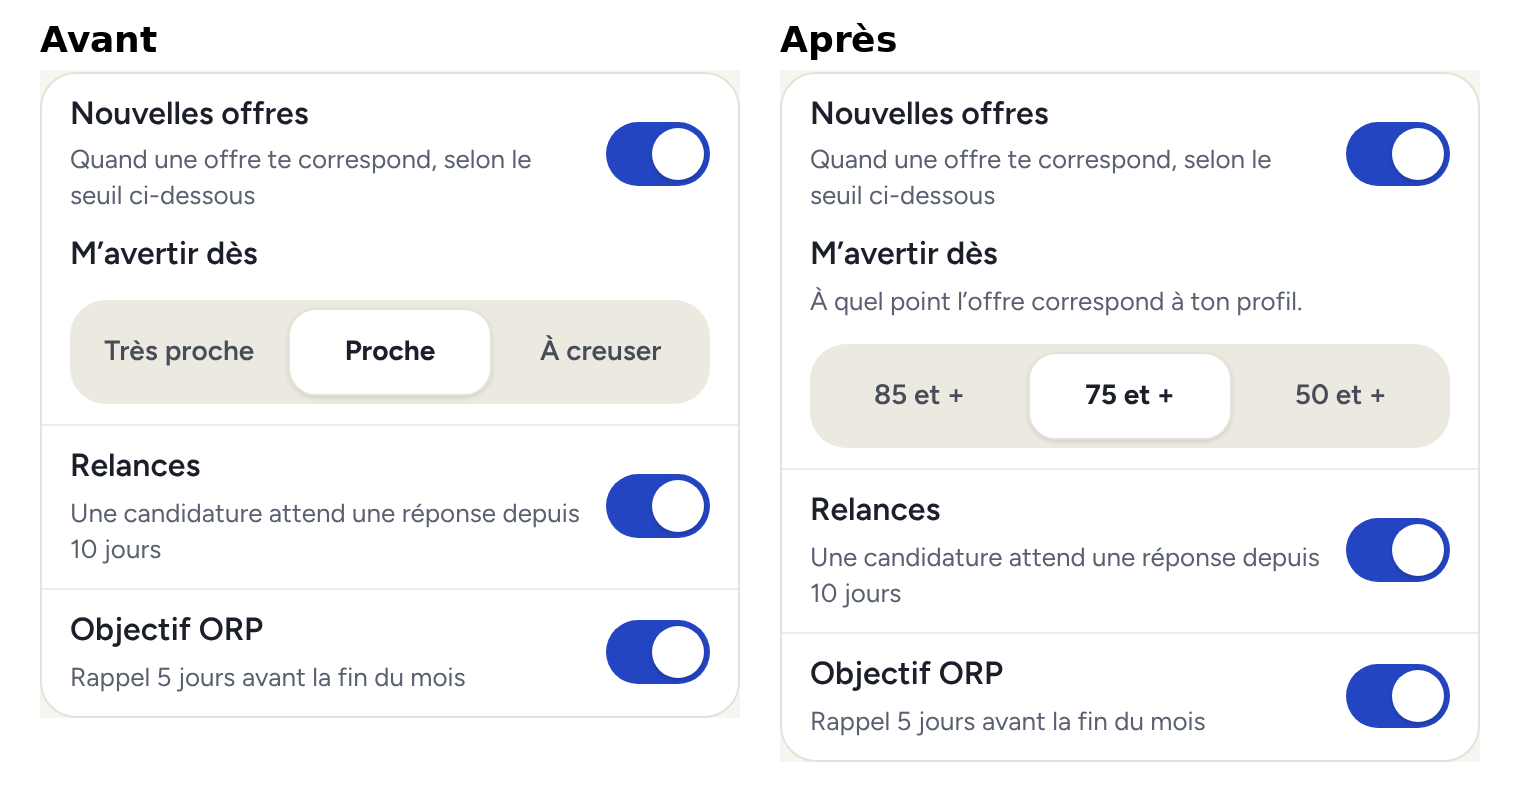 Avant
Nouvelles offres
Quand une offre te correspond, selon le
seuil ci-dessous
M’avertir dès
Très proche
Proche
À creuser
Relances
Une candidature attend une réponse depuis
10 jours
Objectif ORP
Rappel 5 jours avant la fin du mois
Après
Nouvelles offres
Quand une offre te correspond, selon le
seuil ci-dessous
M’avertir dès
À quel point l’offre correspond à ton profil.
85 et +
75 et +
50 et +
Relances
Une candidature attend une réponse depuis
10 jours
Objectif ORP
Rappel 5 jours avant la fin du mois